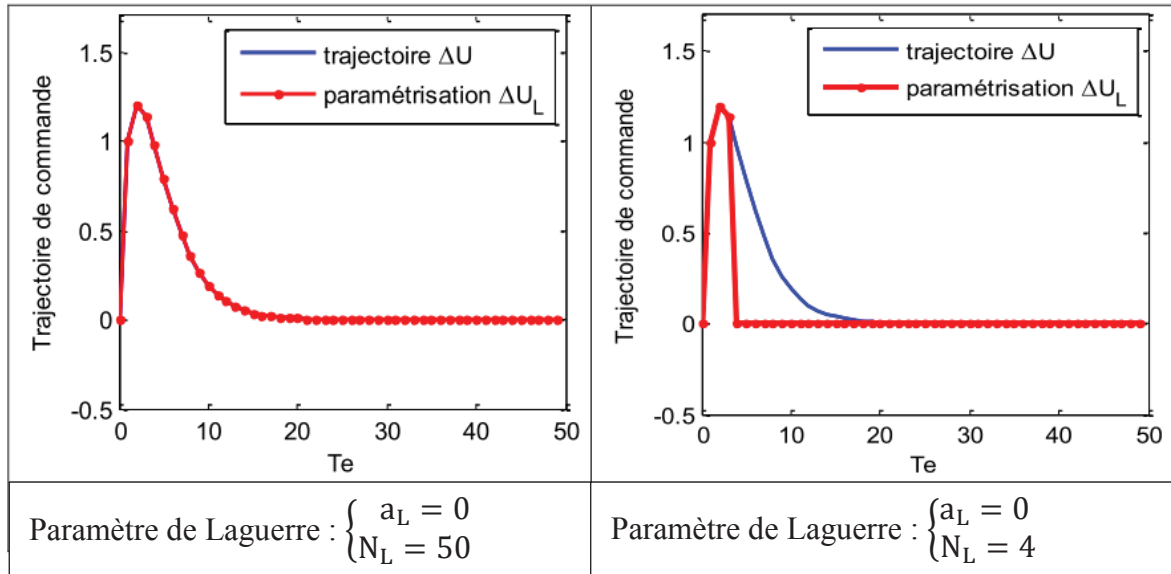 trajectoire ΔU
paramétrisation ΔU_L
Trajectoire de commande
1.5
1
0.5
0
-0.5
0 10 20 30 40 50
Te
Paramètre de Laguerre : { a_L = 0
N_L = 50
trajectoire ΔU
paramétrisation ΔU_L
Trajectoire de commande
1.5
1
0.5
0
-0.5
0 10 20 30 40 50
Te
Paramètre de Laguerre : { a_L = 0
N_L = 4